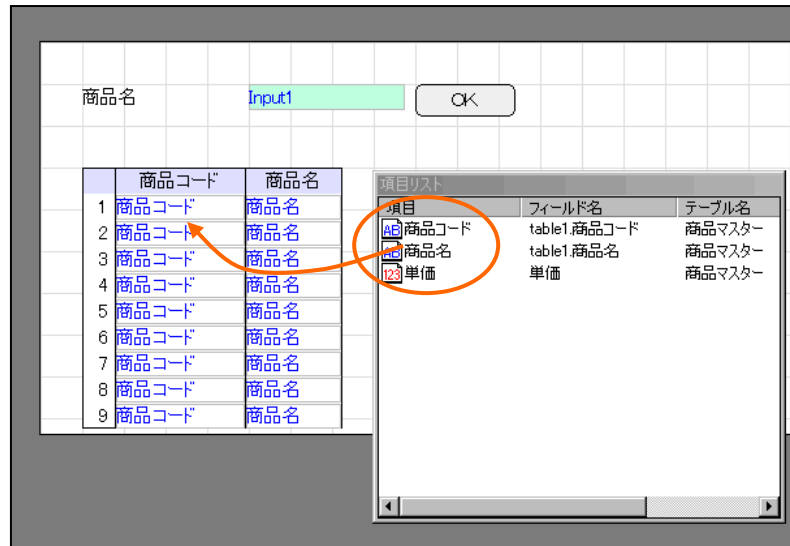 商品名 Input1 OK
商品コード 商品名
1 商品コード 商品名
2 商品コード 商品名
3 商品コード 商品名
4 商品コード 商品名
5 商品コード 商品名
6 商品コード 商品名
7 商品コード 商品名
8 商品コード 商品名
9 商品コード 商品名
項目リスト
項目 フィールド名 テーブル名
AB 商品コード table1.商品コード 商品マスター
AB 商品名 table1.商品名 商品マスター
123 単価 単価 商品マスター